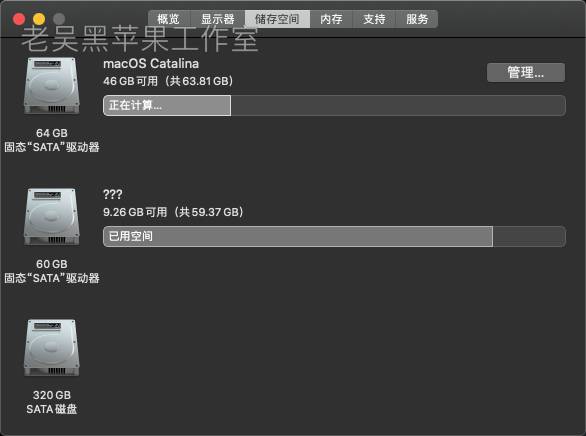 概览 显示器 储存空间 内存 支持 服务
老吴黑苹果工作室
macOS Catalina
46 GB 可用（共 63.81 GB）
管理...
正在计算...
64 GB
固态“SATA”驱动器
???
9.26 GB 可用（共 59.37 GB）
已用空间
60 GB
固态“SATA”驱动器
320 GB
SATA 磁盘